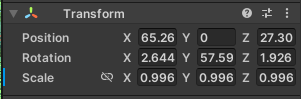 Transform
Position X 65.26 Y 0 Z 27.30
Rotation X 2.644 Y 57.59 Z 1.926
Scale X 0.996 Y 0.996 Z 0.996